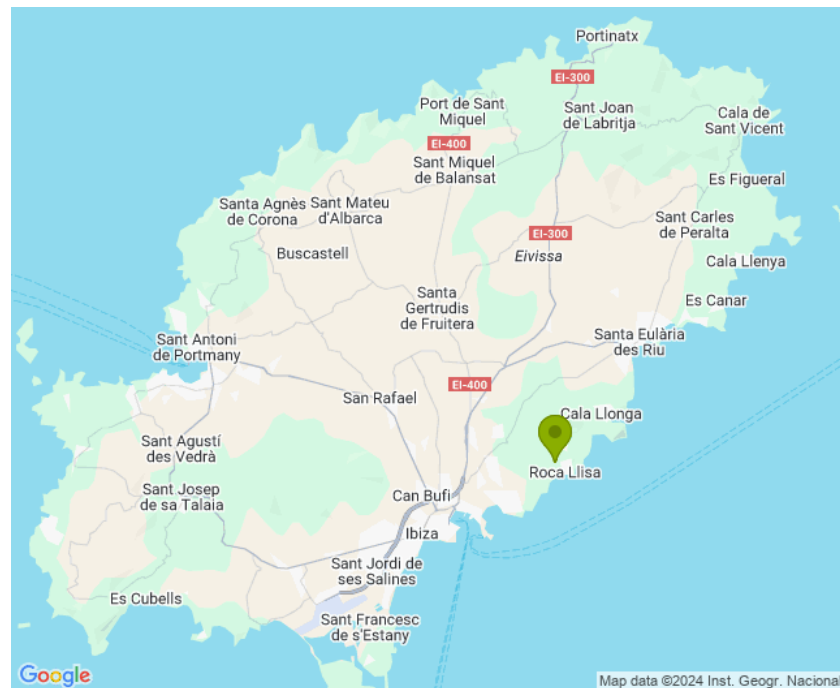 Portinatx
EI-300
Port de Sant
Miquel
Sant Joan
de Labritja
Cala de
Sant Vicent
EI-400
Sant Miquel
de Balansat
Es Figueral
Santa Agnès
de Corona
Sant Mateu
d'Albarca
Sant Carles
de Peralta
EI-300
Buscastell
Eivissa
Cala Llenya
Santa
Gertrudis
de Fruitera
Es Canar
Sant Antoni
de Portmany
Santa Eulària
des Riu
EI-400
San Rafael
Cala Llonga
Sant Agustí
des Vedrà
Roca Llisa
Sant Josep
de sa Talaia
Can Bufi
Ibiza
Sant Jordi de
ses Salines
Es Cubells
Sant Francesc
de s'Estany
Google
Map data ©2024 Inst. Geogr. Nacional